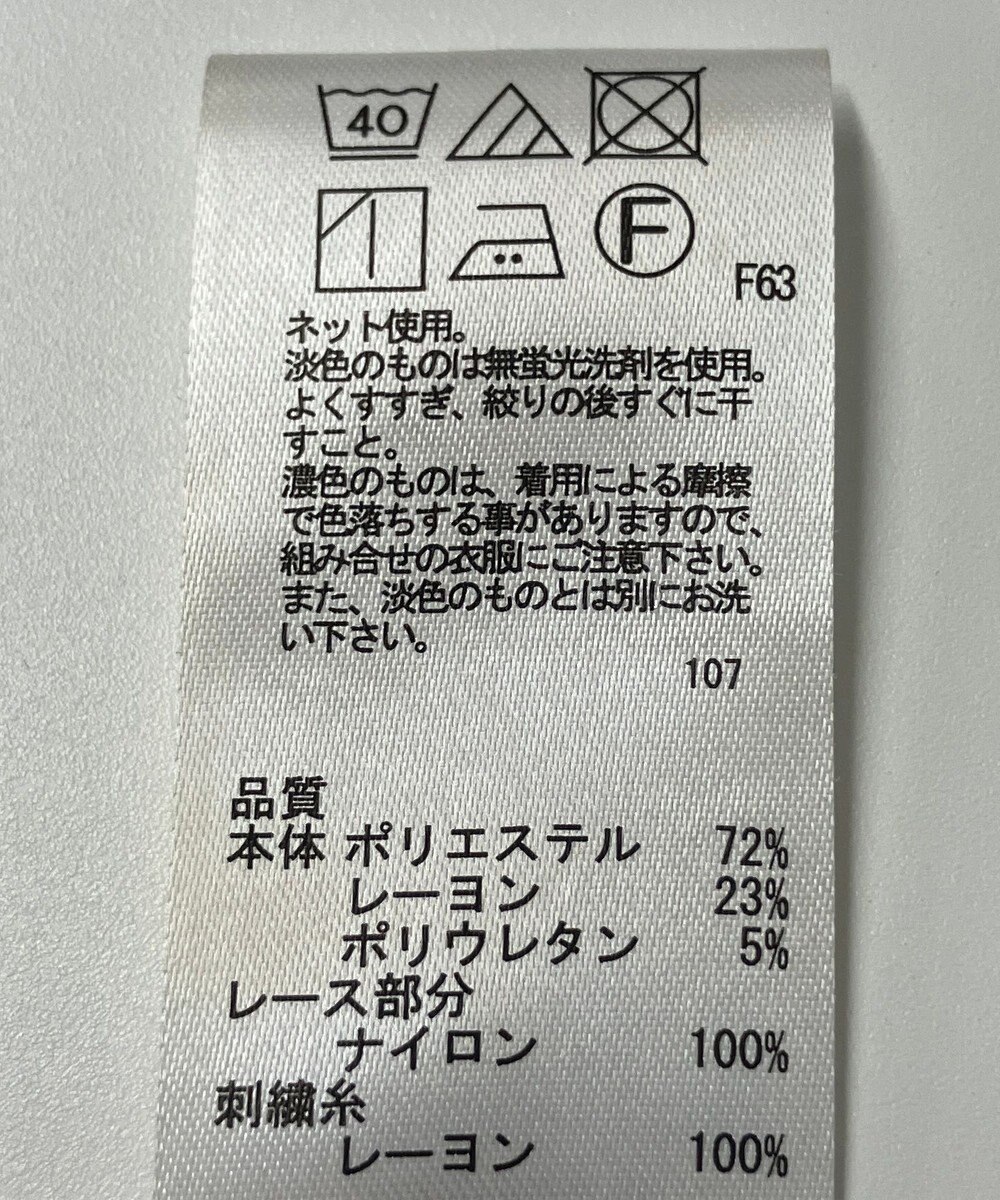 40
F
F63
ネット使用。
淡色のものは無蛍光洗剤を使用。
よくすすぎ、絞りの後すぐに干
すこと。
濃色のものは、着用による摩擦
で色落ちする事がありますので、
組み合せの衣服にご注意下さい。
また、淡色のものとは別にお洗
い下さい。
107
品質
本体 ポリエステル 72%
レーヨン 23%
ポリウレタン 5%
レース部分
ナイロン 100%
刺繍糸
レーヨン 100%